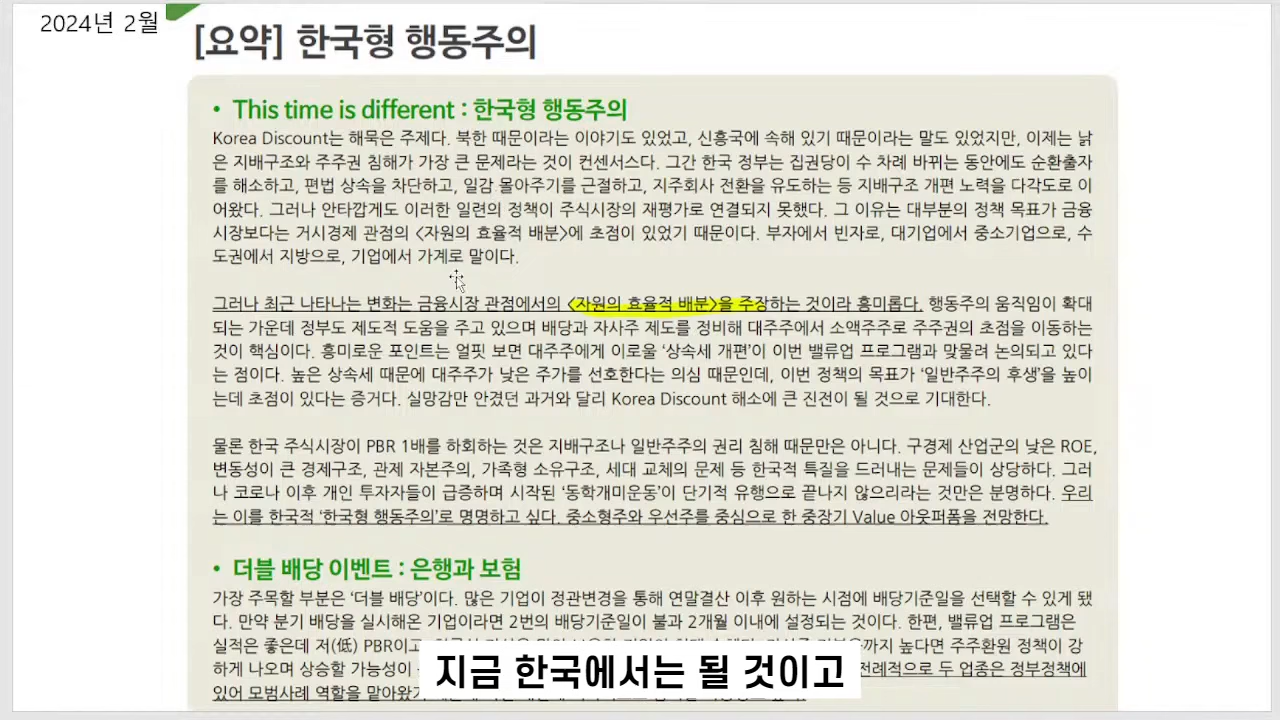 2024년 2월
[요약] 한국형 행동주의
• This time is different : 한국형 행동주의
Korea Discount는 해묵은 주제다. 북한 때문이라는 이야기도 있었고, 신흥국에 속해 있기 때문이라는 말도 있었지만, 이제는 낡
은 지배구조와 주주권 침해가 가장 큰 문제라는 것이 컨센서스다. 그간 한국 정부는 집권당이 수 차례 바뀌는 동안에도 순환출자
를 해소하고, 편법 상속을 차단하고, 일감 몰아주기를 근절하고, 지주회사 전환을 유도하는 등 지배구조 개편 노력을 다각도로 이
어왔다. 그러나 안타깝게도 이러한 일련의 정책이 주식시장의 재평가로 연결되지 못했다. 그 이유는 대부분의 정책 목표가 금융
시장보다는 거시경제 관점의 <자원의 효율적 배분>에 초점이 있었기 때문이다. 부자에서 빈자로, 대기업에서 중소기업으로, 수
도권에서 지방으로, 기업에서 가계로 말이다.
그러나 최근 나타나는 변화는 금융시장 관점에서의 <자원의 효율적 배분>을 주장하는 것이라 흥미롭다. 행동주의 움직임이 확대
되는 가운데 정부도 제도적 도움을 주고 있으며 배당과 자사주 제도를 정비해 대주주에서 소액주주로 주주권의 초점을 이동하는
것이 핵심이다. 흥미로운 포인트는 얼핏 보면 대주주에게 이로울 ‘상속세 개편’이 이번 밸류업 프로그램과 맞물려 논의되고 있다
는 점이다. 높은 상속세 때문에 대주주가 낮은 주가를 선호한다는 의심 때문인데, 이번 정책의 목표가 ‘일반주주의 후생’을 높이
는데 초점이 있다는 증거다. 실망감만 안겼던 과거와 달리 Korea Discount 해소에 큰 진전이 될 것으로 기대한다.
물론 한국 주식시장이 PBR 1배를 하회하는 것은 지배구조나 일반주주의 권리 침해 때문만은 아니다. 구경제 산업군의 낮은 ROE,
변동성이 큰 경제구조, 관제 자본주의, 가족형 소유구조, 세대 교체의 문제 등 한국적 특질을 드러내는 문제들이 상당하다. 그러
나 코로나 이후 개인 투자자들이 급증하며 시작된 ‘동학개미운동’이 단기적 유행으로 끝나지 않으리라는 것만은 분명하다. 우리
는 이를 한국적 ‘한국형 행동주의’로 명명하고 싶다. 중소형주와 우선주를 중심으로 한 중장기 Value 아웃퍼폼을 전망한다.
• 더블 배당 이벤트 : 은행과 보험
가장 주목할 부분은 ‘더블 배당’이다. 많은 기업이 정관변경을 통해 연말결산 이후 원하는 시점에 배당기준일을 선택할 수 있게 됐
다. 만약 분기 배당을 실시해온 기업이라면 2번의 배당기준일이 불과 2개월 이내에 설정되는 것이다. 한편, 밸류업 프로그램은
실적은 좋은데 저(低) PBR이고 까지 높다면 주주환원 정책이 강
하게 나오며 상승할 가능성이 전례적으로 두 업종은 정부정책에
있어 모범사례 역할을 맡아왔
지금 한국에서는 될 것이고